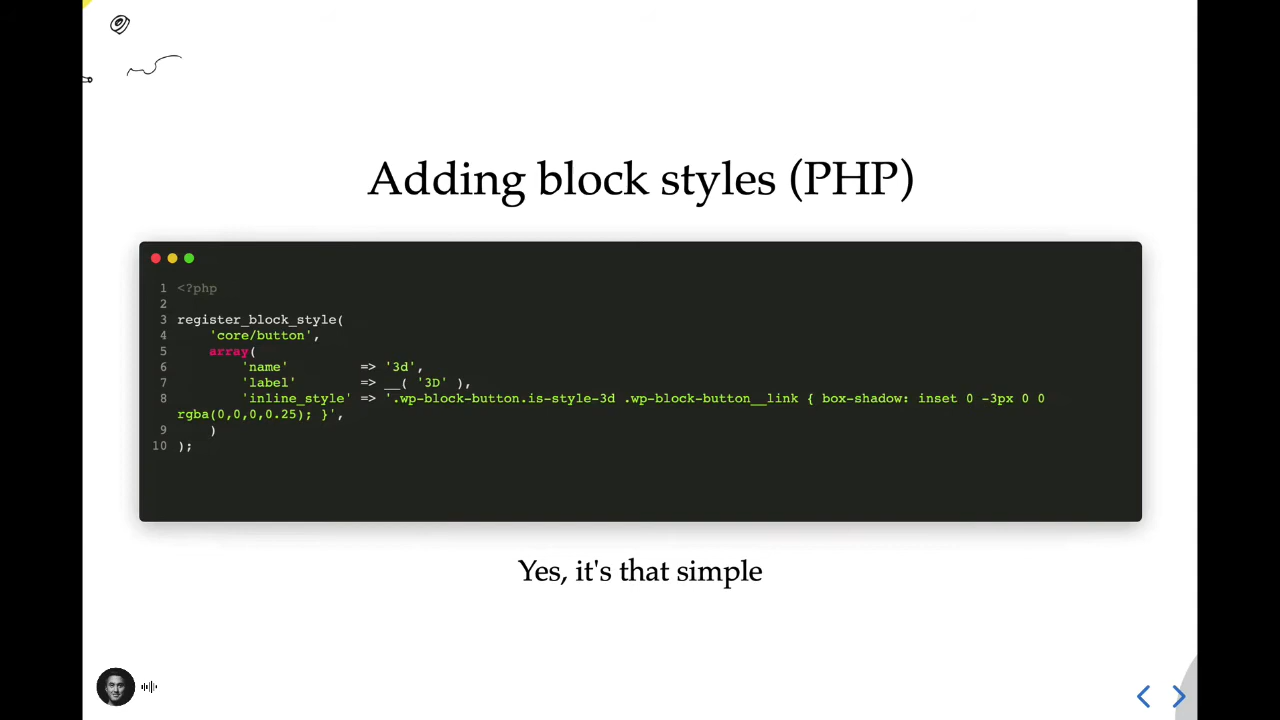 Adding block styles (PHP)
1 <?php
2
3 register_block_style(
4     'core/button',
5     array(
6         'name'         => '3d',
7         'label'        => __( '3D' ),
8         'inline_style' => '.wp-block-button.is-style-3d .wp-block-button__link { box-shadow: inset 0 -3px 0 0
rgba(0,0,0,0.25); }',
9     )
10 );
Yes, it's that simple